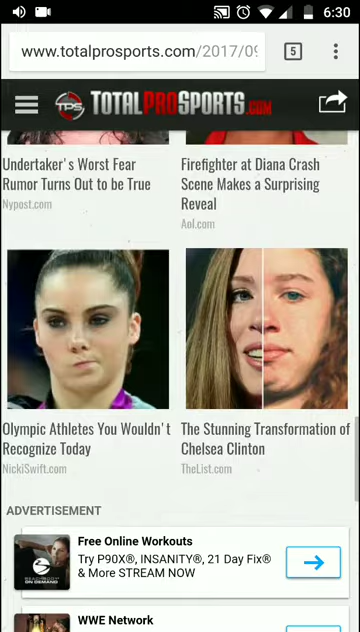 6:30
www.totalprosports.com/2017/09
5
TPS TOTALPROSPORTS.COM
Undertaker's Worst Fear
Rumor Turns Out to be True
Nypost.com
Firefighter at Diana Crash
Scene Makes a Surprising
Reveal
Aol.com
Olympic Athletes You Wouldn't
Recognize Today
NickiSwift.com
The Stunning Transformation of
Chelsea Clinton
TheList.com
ADVERTISEMENT
BEACHBODY
ON DEMAND
Free Online Workouts
Try P90X®, INSANITY®, 21 Day Fix®
& More STREAM NOW
WWE Network